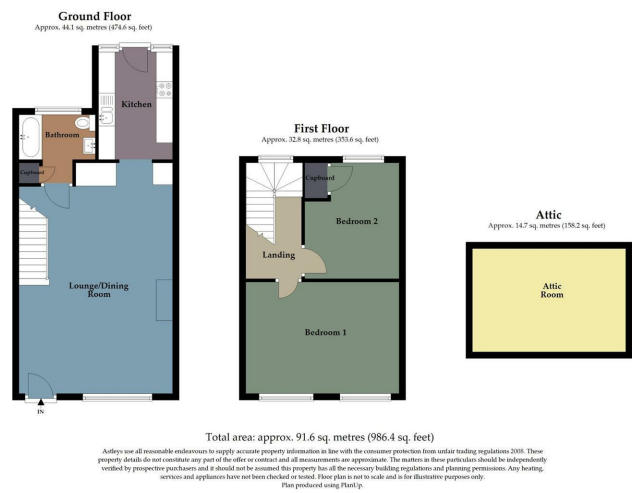 Ground Floor
Approx. 44.1 sq. metres (474.6 sq. feet)
Kitchen
Bathroom
Cupboard
Lounge/Dining
Room
IN
First Floor
Approx. 32.8 sq. metres (353.6 sq. feet)
Cupboard
Bedroom 2
Landing
Bedroom 1
Attic
Approx. 14.7 sq. metres (158.2 sq. feet)
Attic
Room
Total area: approx. 91.6 sq. metres (986.4 sq. feet)
Astleys use all reasonable endeavours to supply accurate property information in line with the consumer protection from unfair trading regulations 2008. These
property details do not constitute any part of the offer or contract and all measurements are approximate. The matters in these particulars should be independently
verified by prospective purchasers and it should not be assumed this property has all the necessary building regulations and planning permissions. Any heating,
services and appliances have not been checked or tested. Floor plan is not to scale and is for illustrative purposes only.
Plan produced using PlanUp.